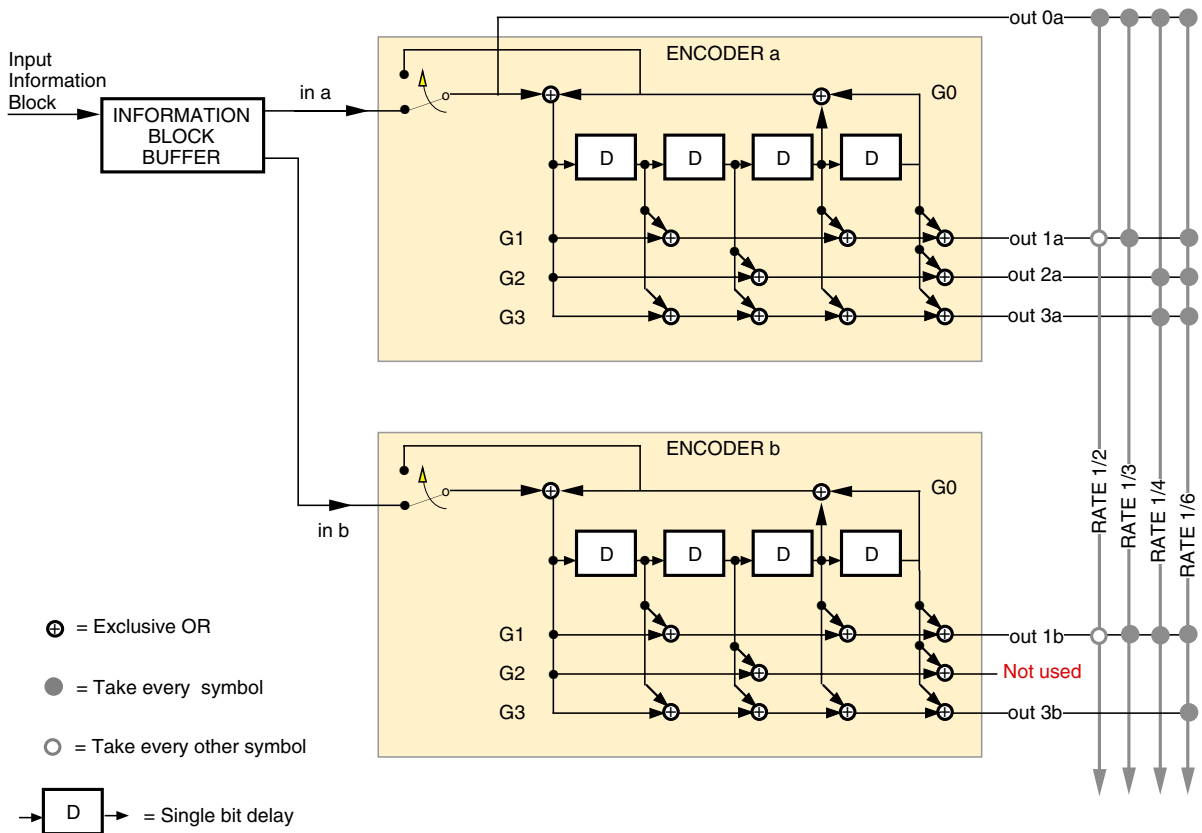 out 0a
Input
Information
Block
INFORMATION
BLOCK
BUFFER
in a
ENCODER a
G0
D D D D
G1
out 1a
G2
out 2a
G3
out 3a
in b
ENCODER b
G0
D D D D
G1
out 1b
G2
Not used
G3
out 3b
RATE 1/2
RATE 1/3
RATE 1/4
RATE 1/6
= Exclusive OR
= Take every symbol
= Take every other symbol
D = Single bit delay